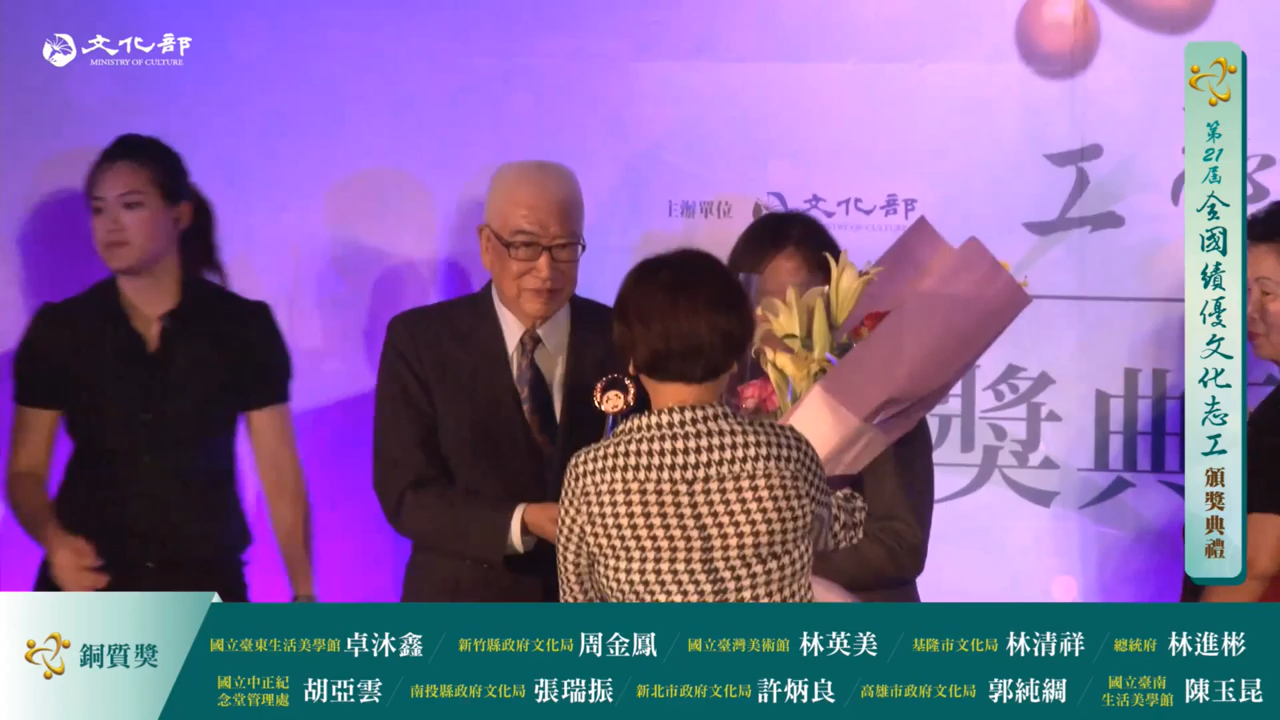 文化部
MINISTRY OF CULTURE
主辦單位
文化部
MINISTRY OF CULTURE
工
獎典
第21屆全國績優文化志工頒獎典禮
銅質獎
國立臺東生活美學館 卓沐鑫 / 新竹縣政府文化局 周金鳳 / 國立臺灣美術館 林英美 / 基隆市文化局 林清祥 / 總統府 林進彬
國立中正紀
念堂管理處 胡亞雲 / 南投縣政府文化局 張瑞振 / 新北市政府文化局 許炳良 / 高雄市政府文化局 郭純綢 / 國立臺南
生活美學館 陳玉昆